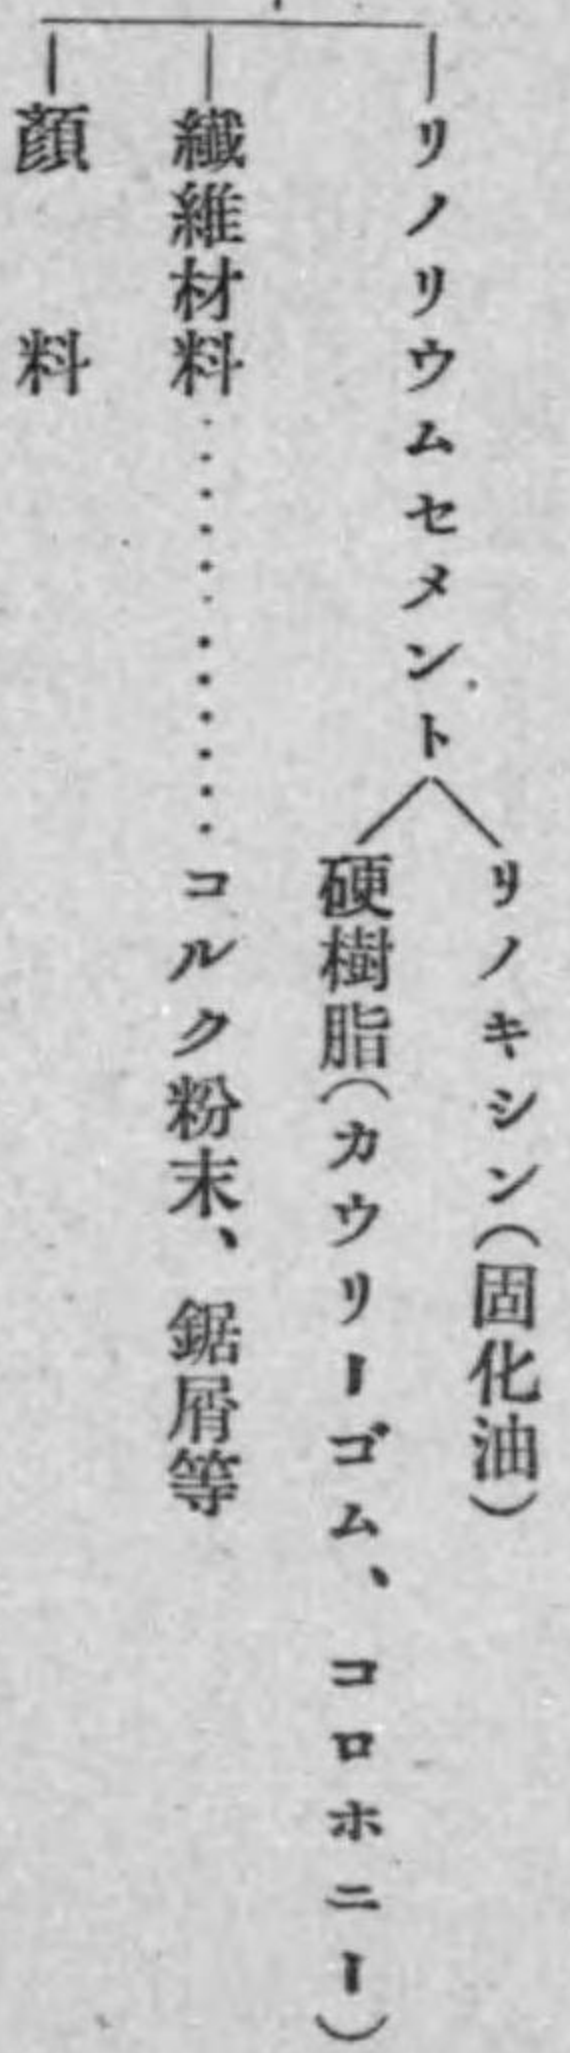 リノリウムセメント
リノキシン(固化油)
硬樹脂(カウリーゴム、コロホニー)
纖維材料…………コルク粉末、鋸屑等
顔料